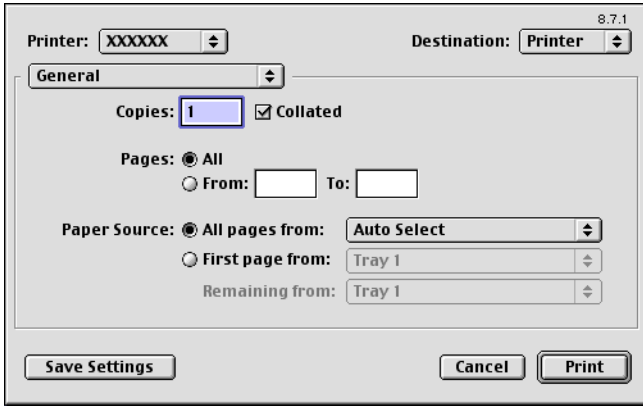 8.7.1
Printer: XXXXXX Destination: Printer
General
Copies: 1 Collated
Pages: All
From: To:
Paper Source: All pages from: Auto Select
First page from: Tray 1
Remaining from: Tray 1
Save Settings Cancel Print